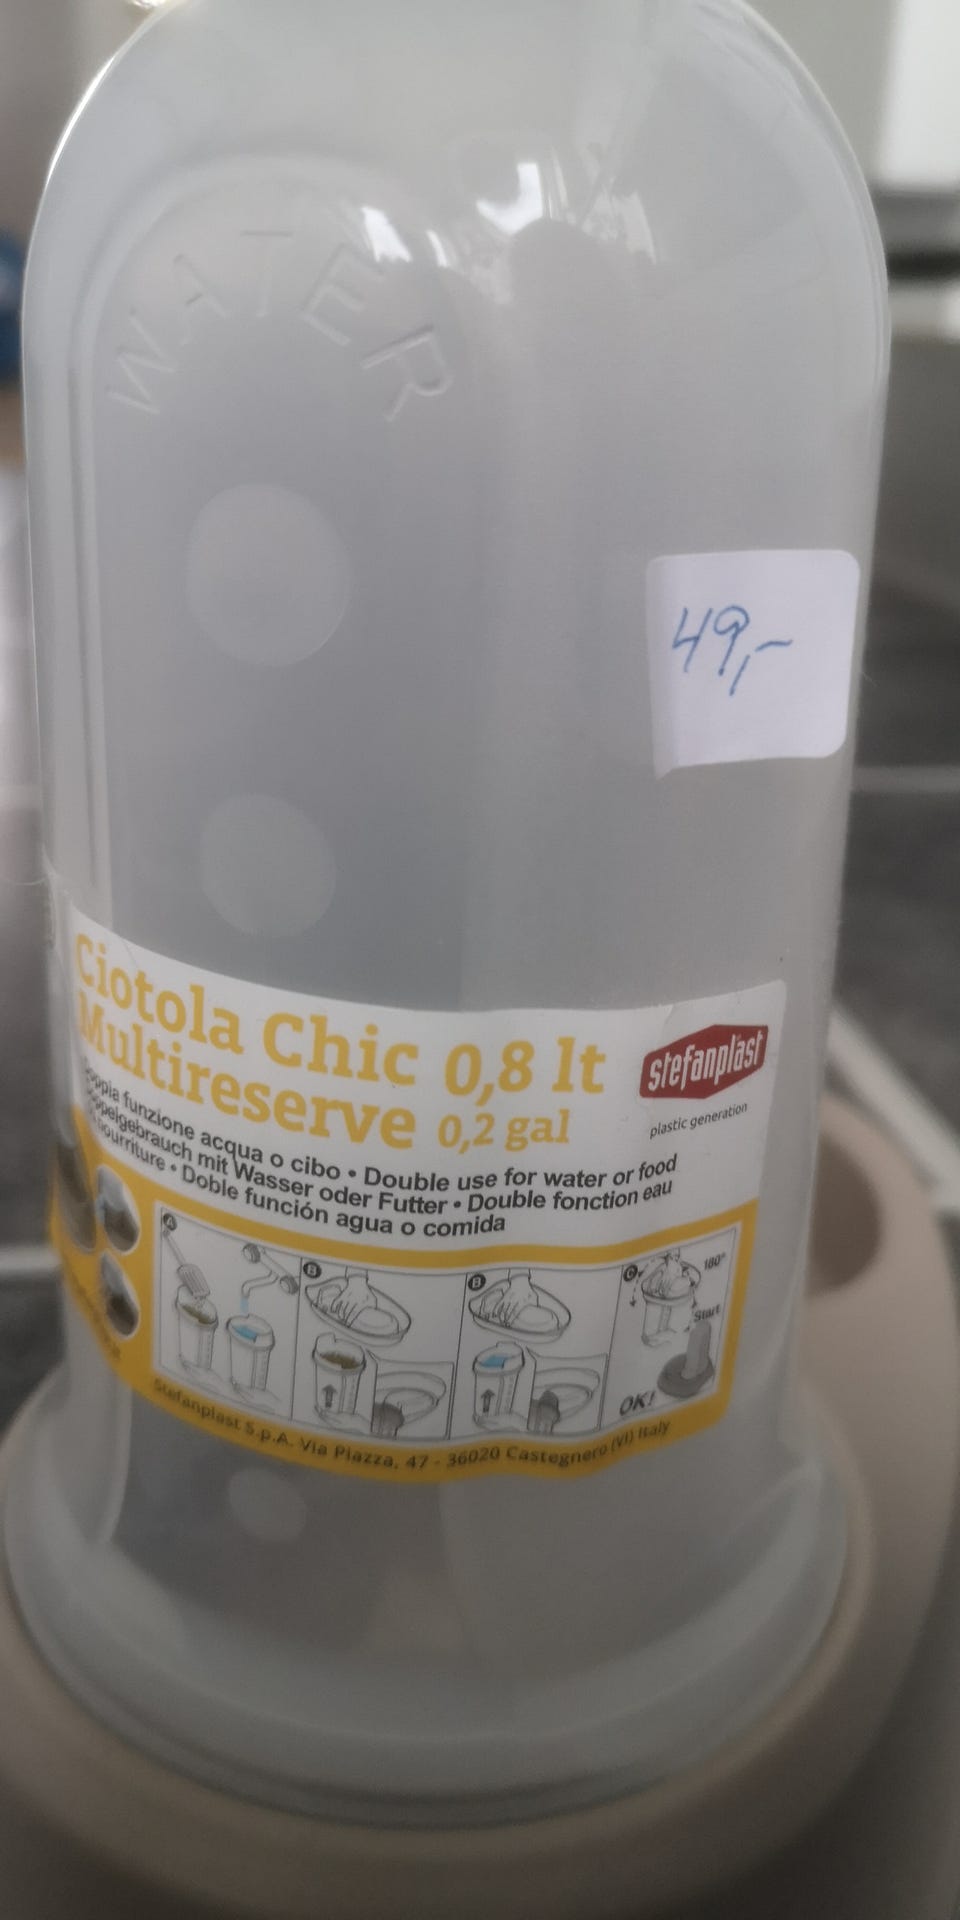 WATER
49,-
Ciotola Chic 0,8 lt
Multireserve 0,2 gal
stefanplast
plastic generation
funzione acqua o cibo • Double use for water or food
mit Wasser oder Futter • Double fonction eau
nourriture • Doble función agua o comida
A
B
B
C
180°
Start
OK!
Stefanplast S.p.A. Via Piazza, 47 - 36020 Castegnero (VI) Italy